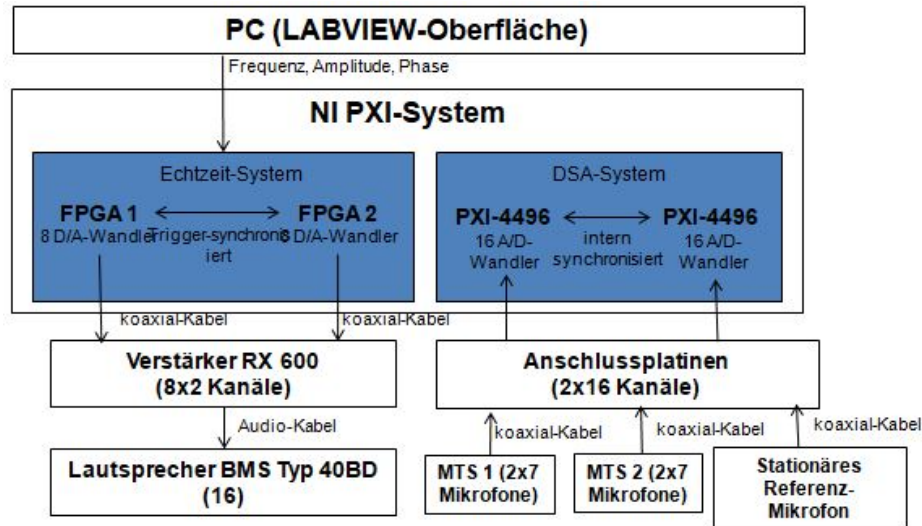 PC (LABVIEW-Oberfläche)
Frequenz, Amplitude, Phase
NI PXI-System
Echtzeit-System
FPGA 1
FPGA 2
8 D/A-Wandler
Trigger-synchronis
iert
8 D/A-Wandler
DSA-System
PXI-4496
PXI-4496
16 A/D-
Wandler
intern
synchronisiert
16 A/D-
Wandler
koaxial-Kabel
koaxial-Kabel
Verstärker RX 600
(8x2 Kanäle)
Audio-Kabel
Lautsprecher BMS Typ 40BD
(16)
Anschlussplatinen
(2x16 Kanäle)
koaxial-Kabel
koaxial-Kabel
koaxial-Kabel
MTS 1 (2x7
Mikrofone)
MTS 2 (2x7
Mikrofone)
Stationäres
Referenz-
Mikrofon